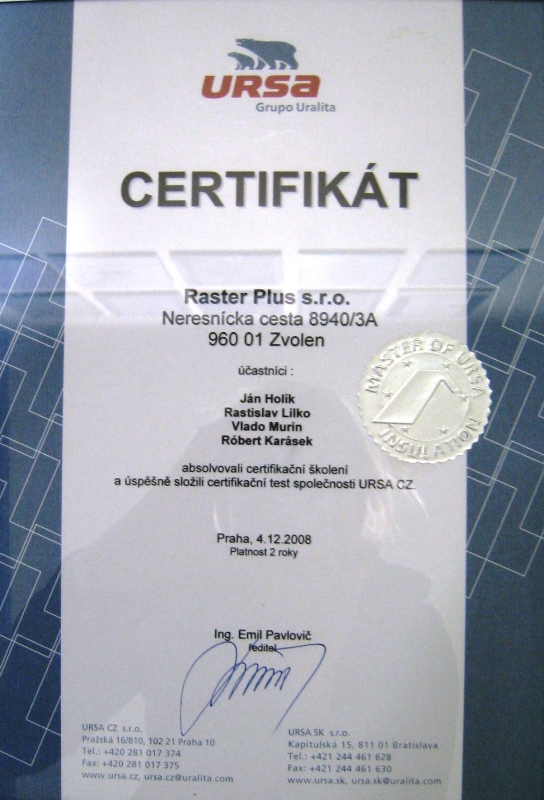 URSA
Grupo Uralita
CERTIFIKÁT
Raster Plus s.r.o.
Neresnícka cesta 8940/3A
960 01 Zvolen
účastníci :
Ján Holík
Rastislav Lilko
Vlado Murín
Róbert Karásek
absolvovali certifikační školení
a úspěšně složili certifikační test společnosti URSA CZ.
MASTER OF URSA
INSULATION
Praha, 4.12.2008
Platnost 2 roky
Ing. Emil Pavlovič
ředitel
URSA CZ s.r.o.
Pražská 16/810, 102 21 Praha 10
Tel.: +420 281 017 374
Fax: +420 281 017 375
www.ursa.cz, ursa.cz@uralita.com
URSA SK s.r.o.
Kapitulská 15, 811 01 Bratislava
Tel.: +421 244 461 628
Fax: +421 244 461 630
www.ursa.sk, ursa.sk@uralita.com